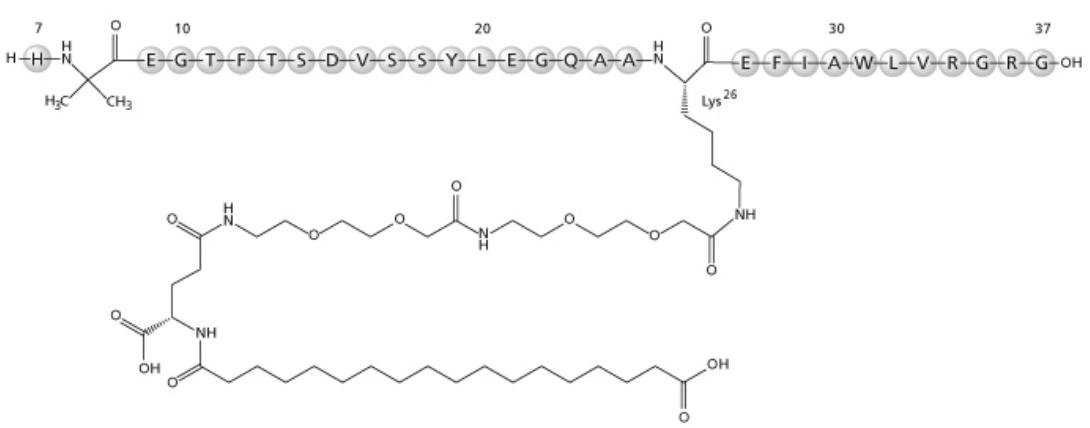 7 10 20 30 37
H H H N O E G T F T S D V S S Y L E G Q A A H N O E F I A W L V R G R G OH
H₃C CH₃ Lys²⁶
O H N O O O N H O O NH O
O OH NH O OH O